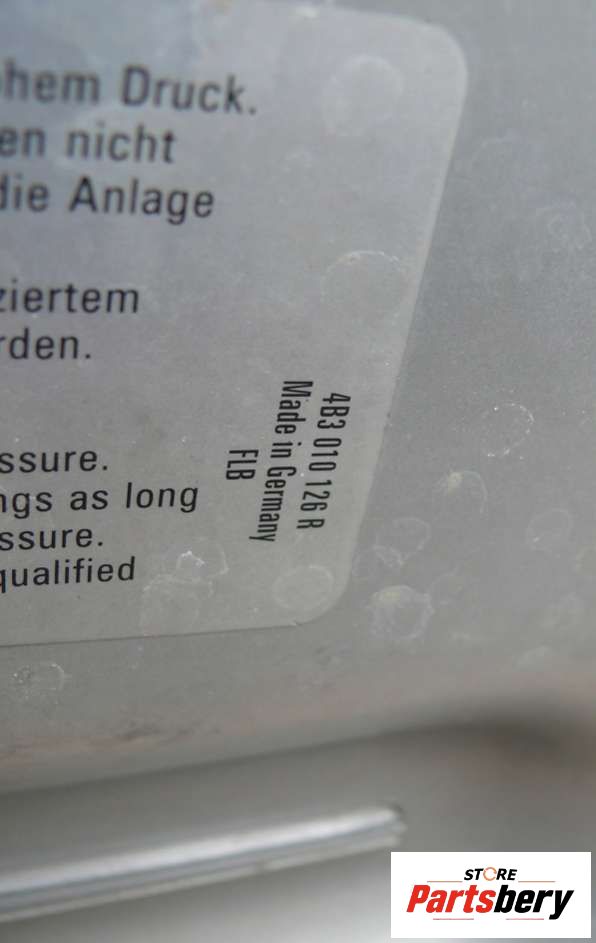 ohem Druck.
en nicht
die Anlage
ziertem
rden.
ssure.
ngs as long
ssure.
qualified
4B3 010 126 R
Made in Germany
FLB
STORE
Partsbery